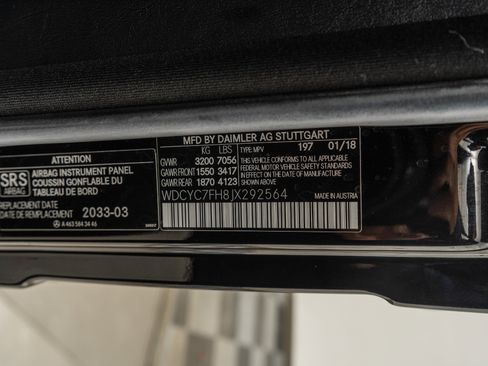 SRS
AIRBAG
ATTENTION
AIRBAG INSTRUMENT PANEL
COUSSIN GONFLABLE DU
TABLEAU DE BORD
REPLACEMENT DATE
REMPLACEMENT 2033-03
A 463 584 34 46
MFD BY DAIMLER AG STUTTGART
KG LBS TYPE: MPV 197 01/18
GVWR 3200 7056
GAWR FRONT 1550 3417
GAWR REAR 1870 4123
THIS VEHICLE CONFORMS TO ALL APPLICABLE
FEDERAL MOTOR VEHICLE SAFETY STANDARDS
IN EFFECT ON THE DATE OF MANUFACTURE
SHOWN ABOVE
WDCYC7FH8JX292564
MADE IN AUSTRIA